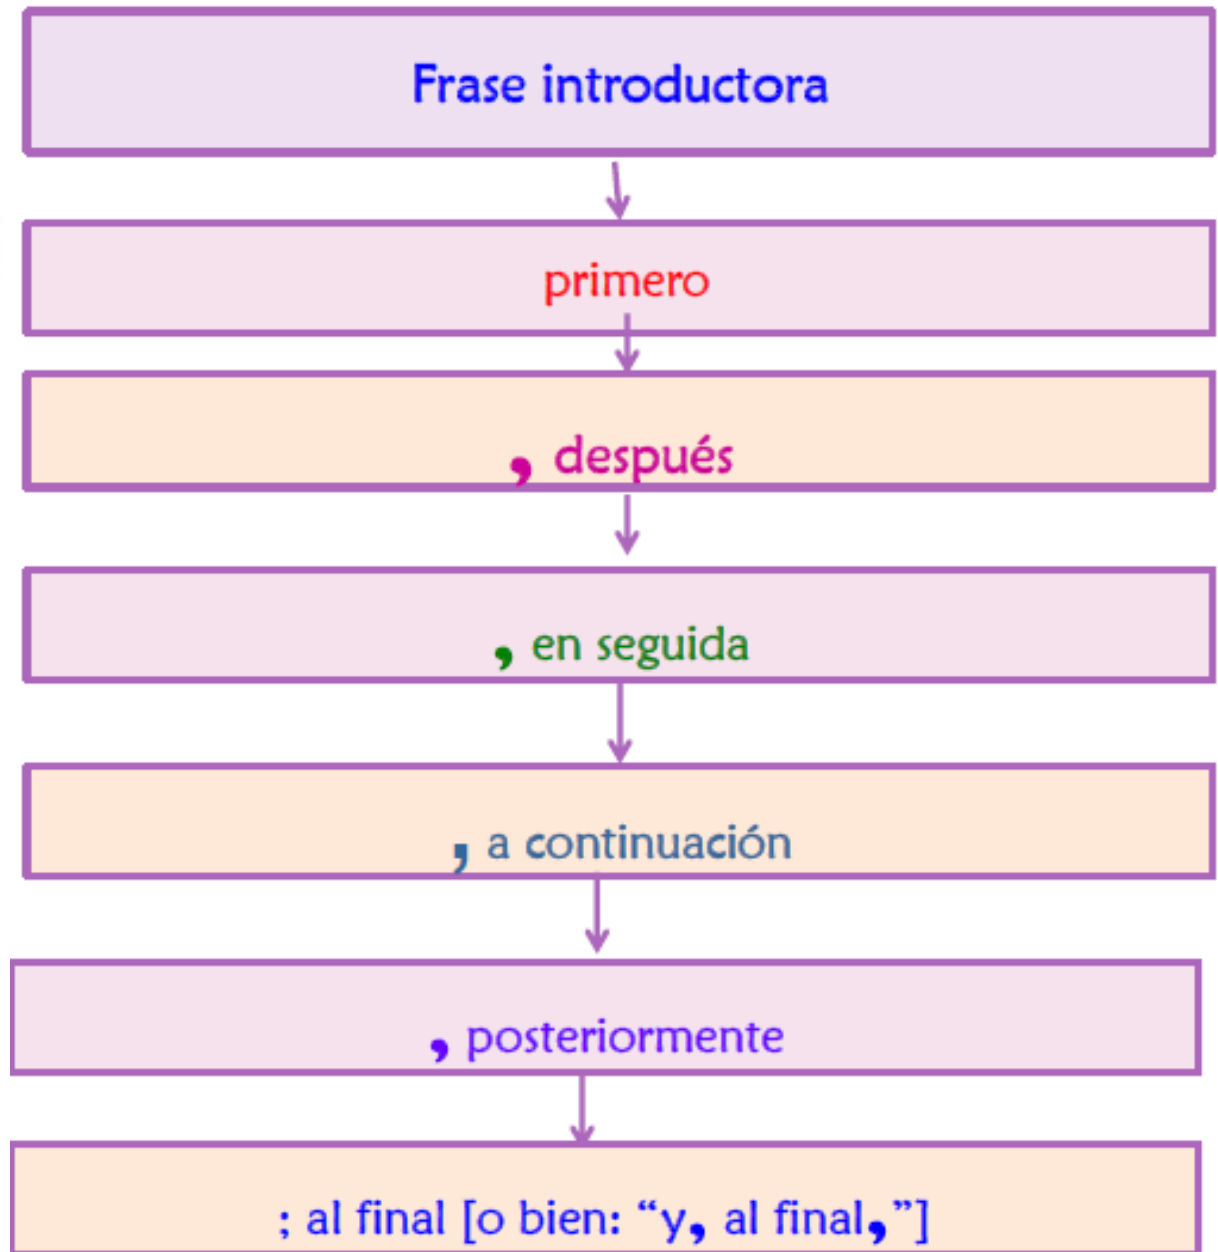 Frase introductora
primero
, después
, en seguida
, a continuación
, posteriormente
; al final [o bien: “y, al final,”]